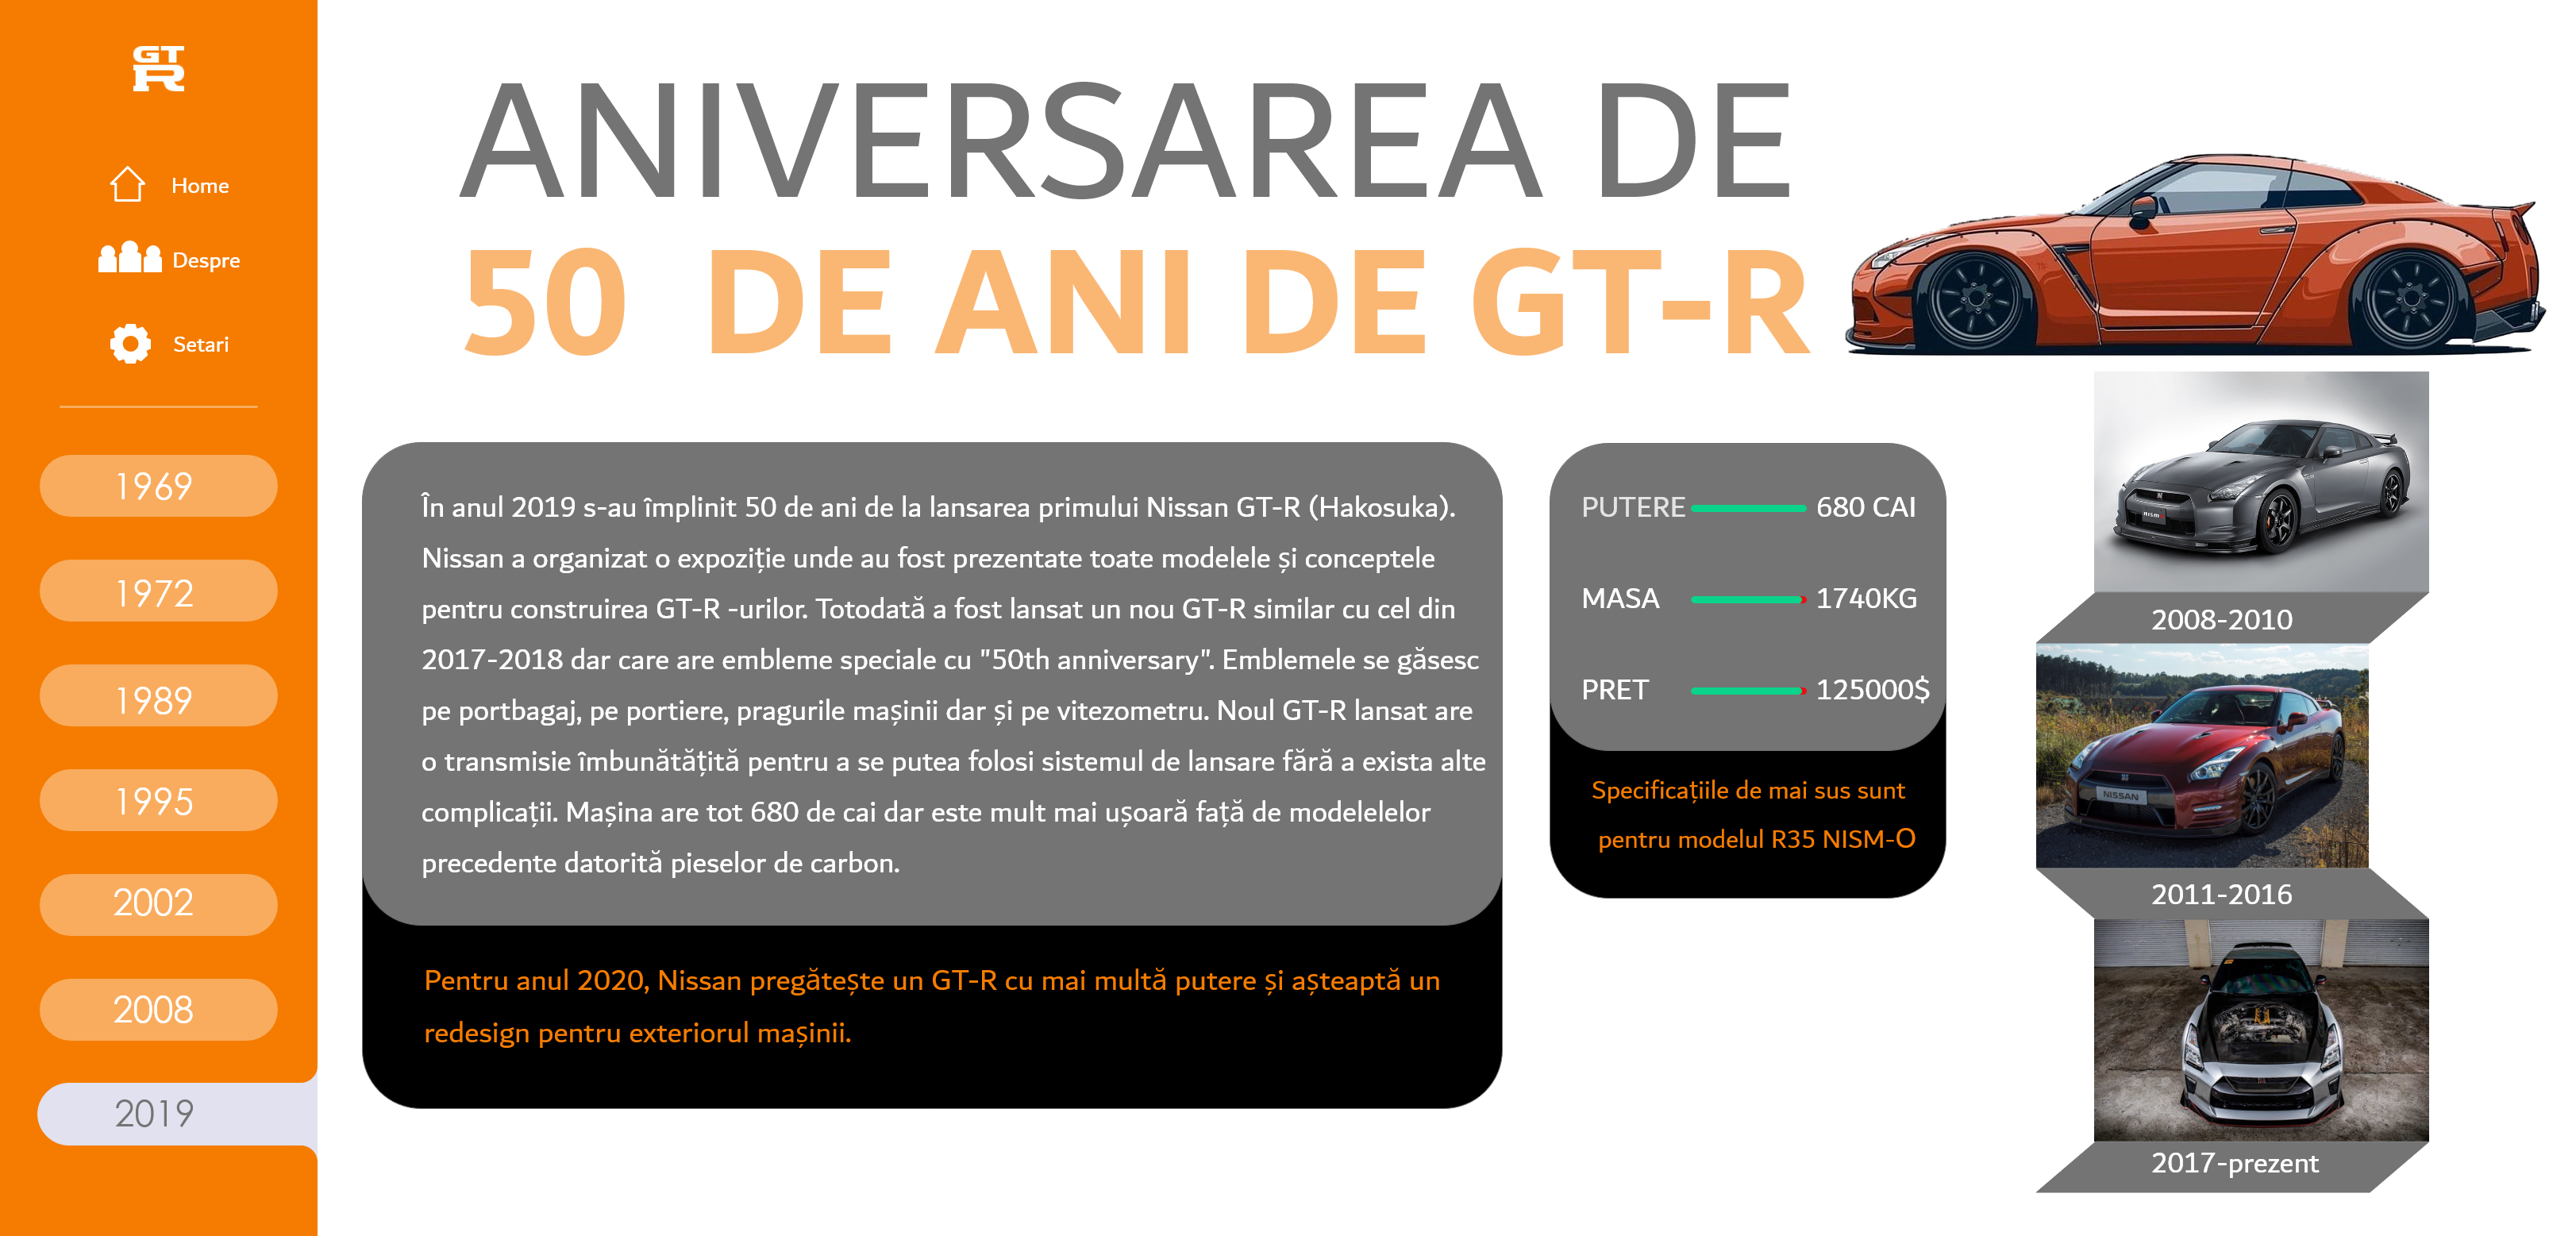 GT
R
Home
Despre
Setari
1969
1972
1989
1995
2002
2008
2019
ANIVERSAREA DE
50 DE ANI DE GT-R
În anul 2019 s-au împlinit 50 de ani de la lansarea primului Nissan GT-R (Hakosuka).
Nissan a organizat o expoziție unde au fost prezentate toate modelele și conceptele
pentru construirea GT-R -urilor. Totodată a fost lansat un nou GT-R similar cu cel din
2017-2018 dar care are embleme speciale cu "50th anniversary". Emblemele se găsesc
pe portbagaj, pe portiere, pragurile mașinii dar și pe vitezometru. Noul GT-R lansat are
o transmisie îmbunătățită pentru a se putea folosi sistemul de lansare fără a exista alte
complicații. Mașina are tot 680 de cai dar este mult mai ușoară față de modelelelor
precedente datorită pieselor de carbon.
Pentru anul 2020, Nissan pregătește un GT-R cu mai multă putere și așteaptă un
redesign pentru exteriorul mașinii.
PUTERE 680 CAI
MASA 1740KG
PRET 125000$
Specificațiile de mai sus sunt
pentru modelul R35 NISM-O
nismo
2008-2010
NISSAN
2011-2016
2017-prezent